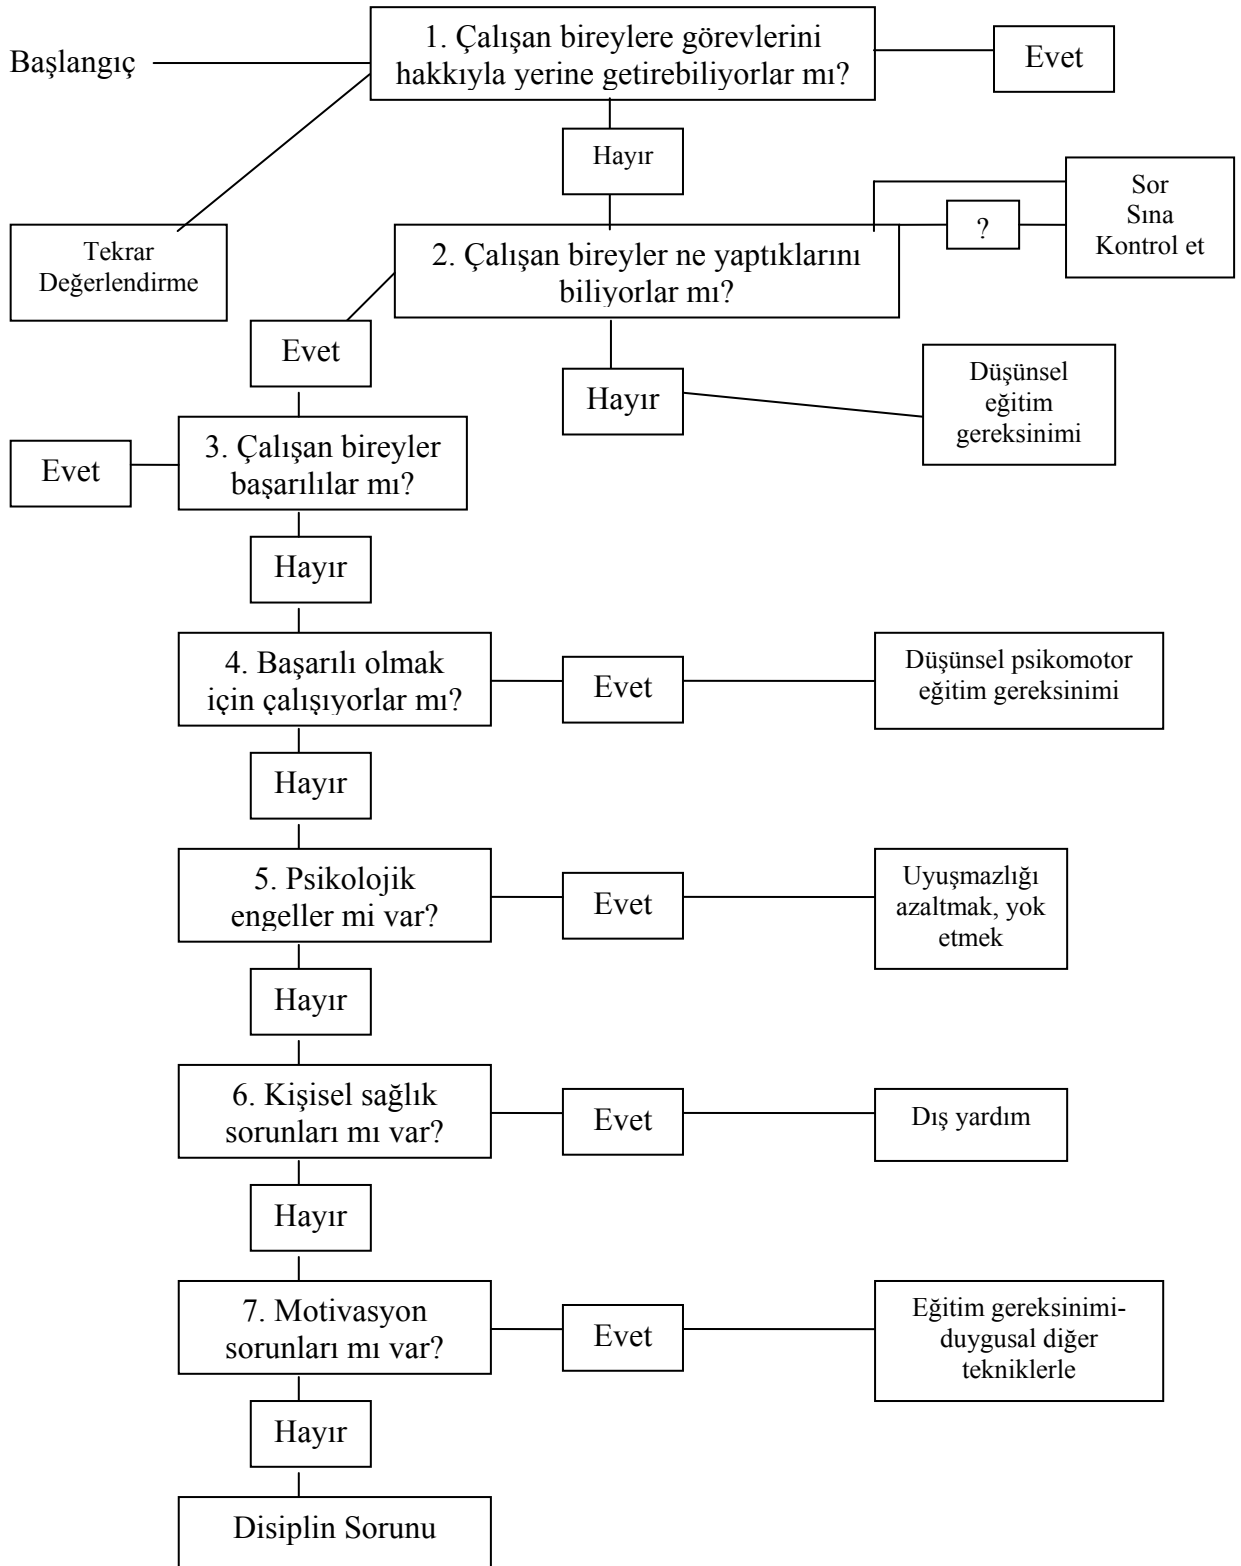 Başlangıç
1. Çalışan bireylere görevlerini
hakkıyla yerine getirebiliyorlar mı?
Evet
Hayır
Tekrar
Değerlendirme
2. Çalışan bireyler ne yaptıklarını
biliyorlar mı?
?
Sor
Sına
Kontrol et
Evet
Hayır
Düşünsel
eğitim
gereksinimi
Evet
3. Çalışan bireyler
başarılılar mı?
Hayır
4. Başarılı olmak
için çalışıyorlar mı?
Evet
Düşünsel psikomotor
eğitim gereksinimi
Hayır
5. Psikolojik
engeller mi var?
Evet
Uyuşmazlığı
azaltmak, yok
etmek
Hayır
6. Kişisel sağlık
sorunları mı var?
Evet
Dış yardım
Hayır
7. Motivasyon
sorunları mı var?
Evet
Eğitim gereksinimi-
duygusal diğer
tekniklerle
Hayır
Disiplin Sorunu